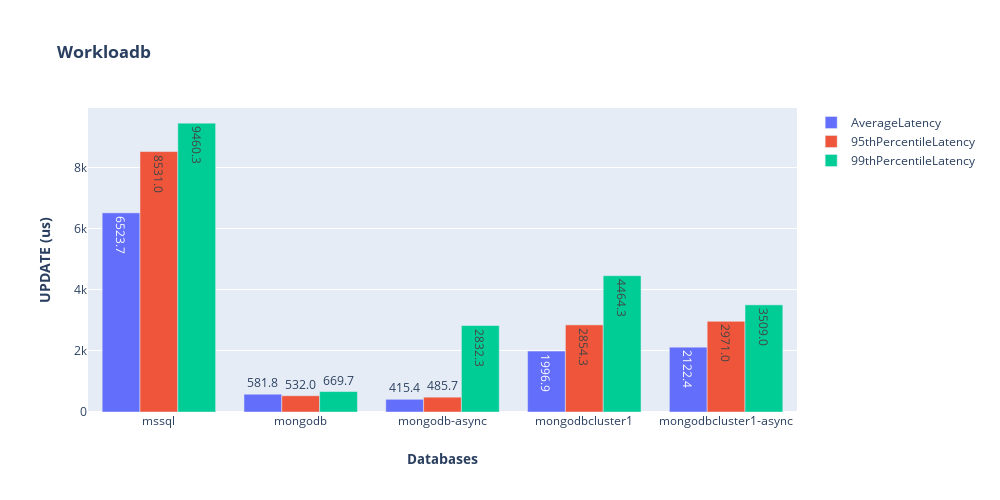 Workloadb
AverageLatency
95thPercentileLatency
99thPercentileLatency
UPDATE (us)
8k
6k
4k
2k
0
6523.7
8531.0
9460.3
581.8
532.0
669.7
415.4
485.7
2832.3
1996.9
2854.3
4464.3
2122.4
2971.0
3509.0
mssql
mongodb
mongodb-async
mongodbcluster1
mongodbcluster1-async
Databases